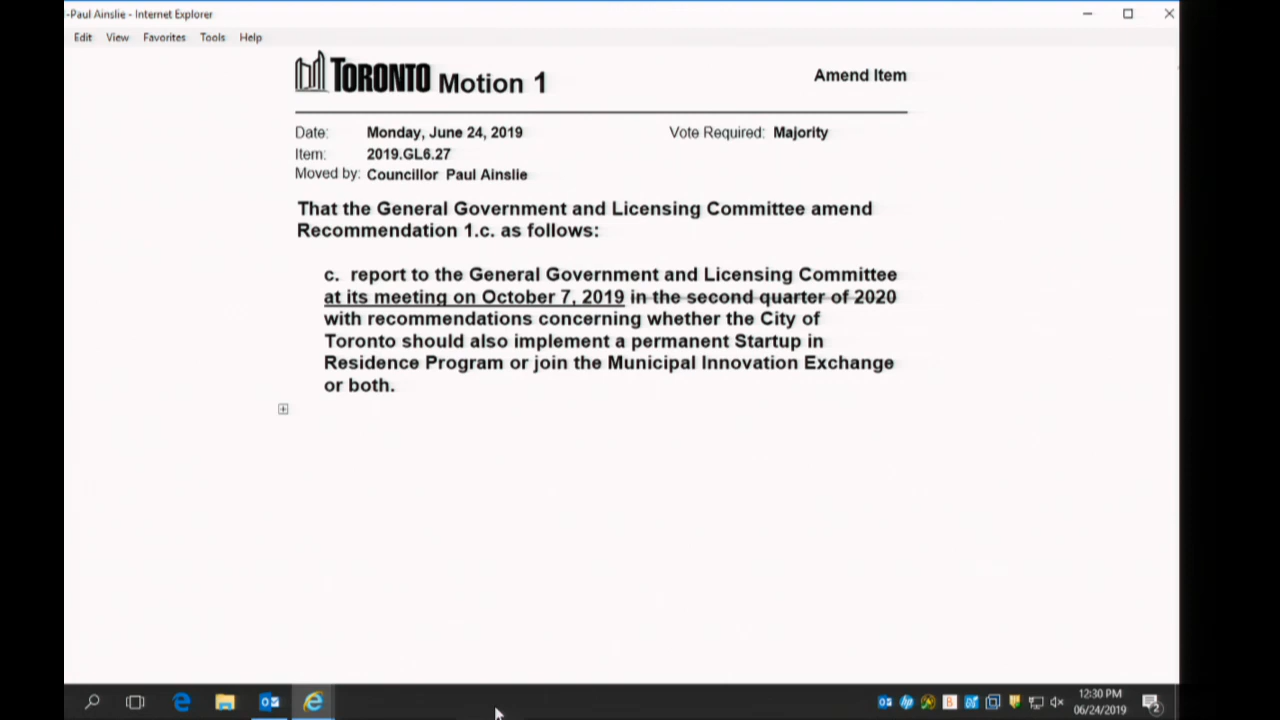 -Paul Ainslie - Internet Explorer
Edit View Favorites Tools Help
TORONTO Motion 1
Amend Item
Date: Monday, June 24, 2019
Vote Required: Majority
Item: 2019.GL6.27
Moved by: Councillor Paul Ainslie
That the General Government and Licensing Committee amend
Recommendation 1.c. as follows:
c. report to the General Government and Licensing Committee
at its meeting on October 7, 2019 in the second quarter of 2020
with recommendations concerning whether the City of
Toronto should also implement a permanent Startup in
Residence Program or join the Municipal Innovation Exchange
or both.
12:30 PM
06/24/2019
2